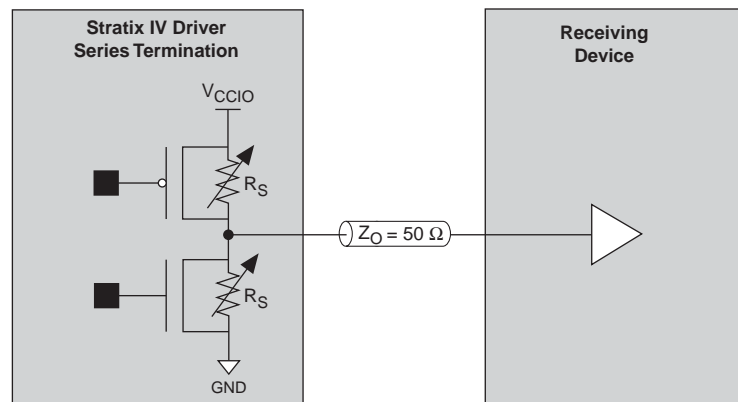 Stratix IV Driver
Series Termination
Receiving
Device
VCCIO
RS
ZO = 50 Ω
RS
GND